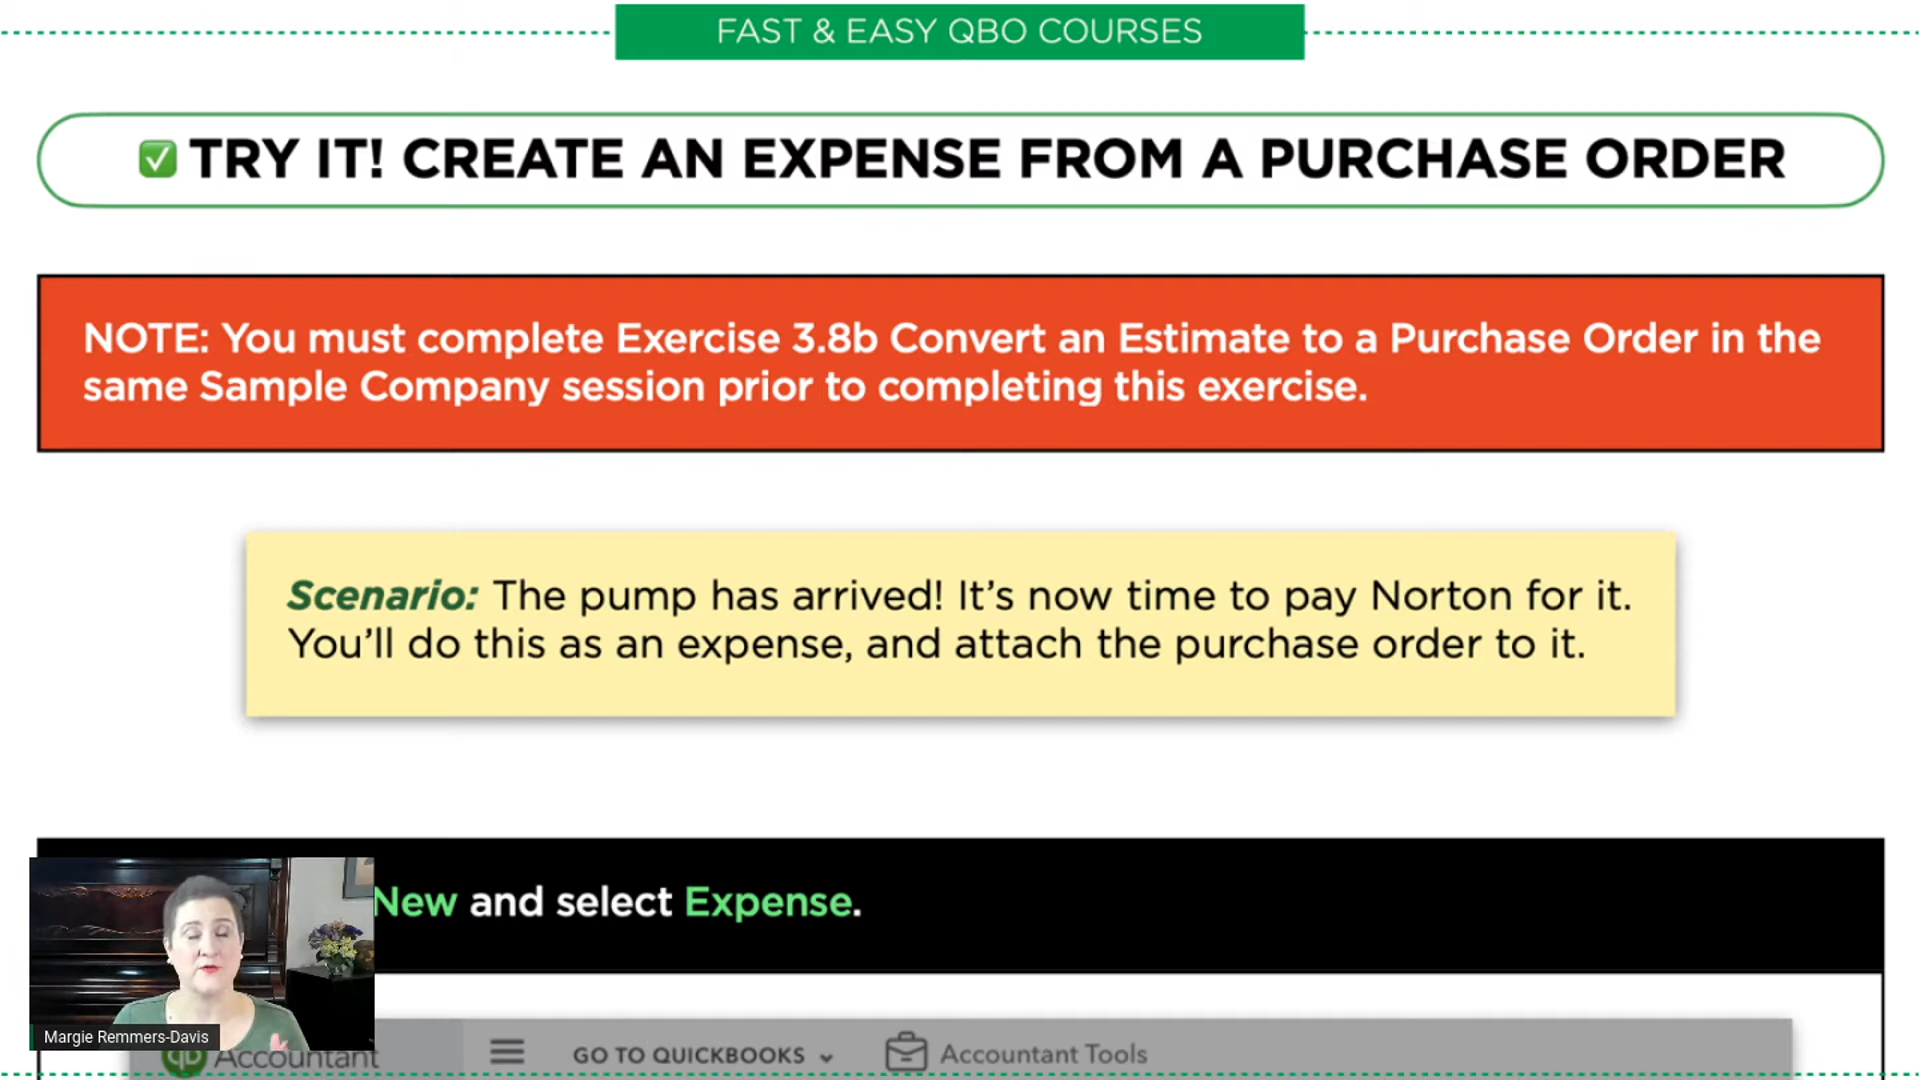 FAST & EASY QBO COURSES
✅ TRY IT! CREATE AN EXPENSE FROM A PURCHASE ORDER
NOTE: You must complete Exercise 3.8b Convert an Estimate to a Purchase Order in the
same Sample Company session prior to completing this exercise.
Scenario: The pump has arrived! It’s now time to pay Norton for it.
You’ll do this as an expense, and attach the purchase order to it.
New and select Expense.
Margie Remmers-Davis
qb Accountant GO TO QUICKBOOKS Accountant Tools